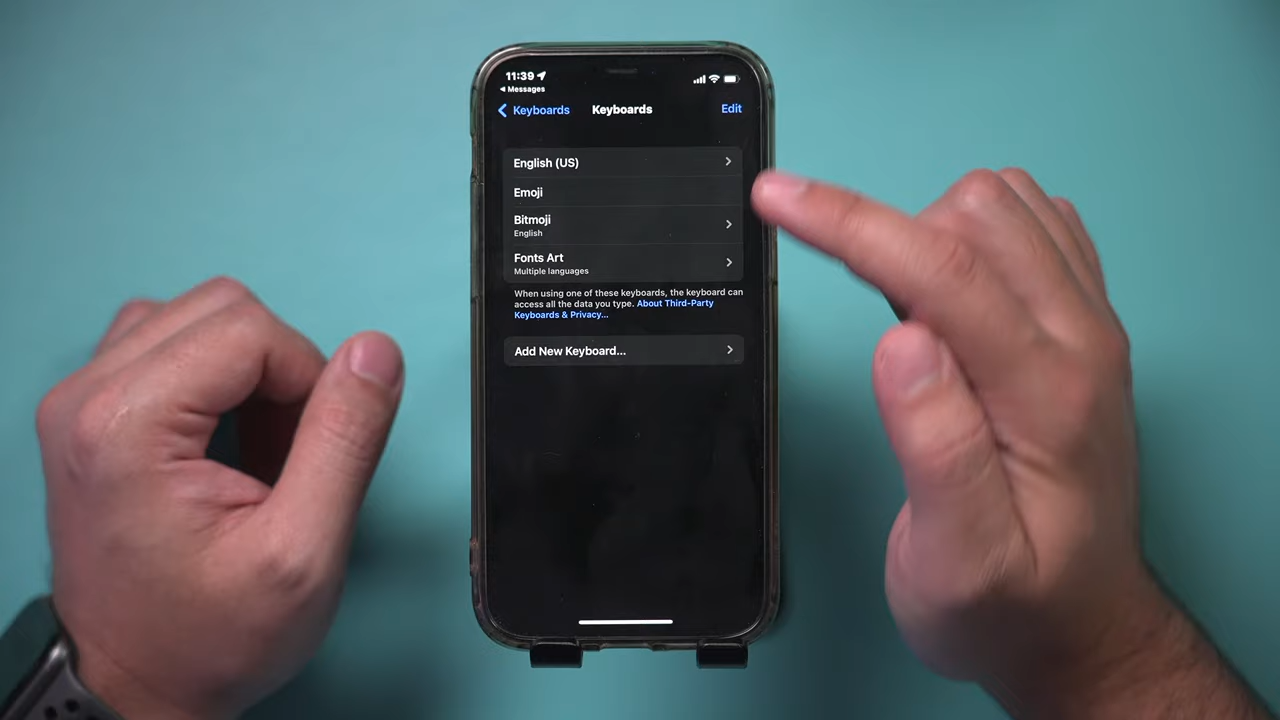 11:39
◀ Messages
Keyboards
Keyboards
Edit
English (US)
Emoji
Bitmoji
English
Fonts Art
Multiple languages
When using one of these keyboards, the keyboard can
access all the data you type. About Third-Party
Keyboards & Privacy...
Add New Keyboard...